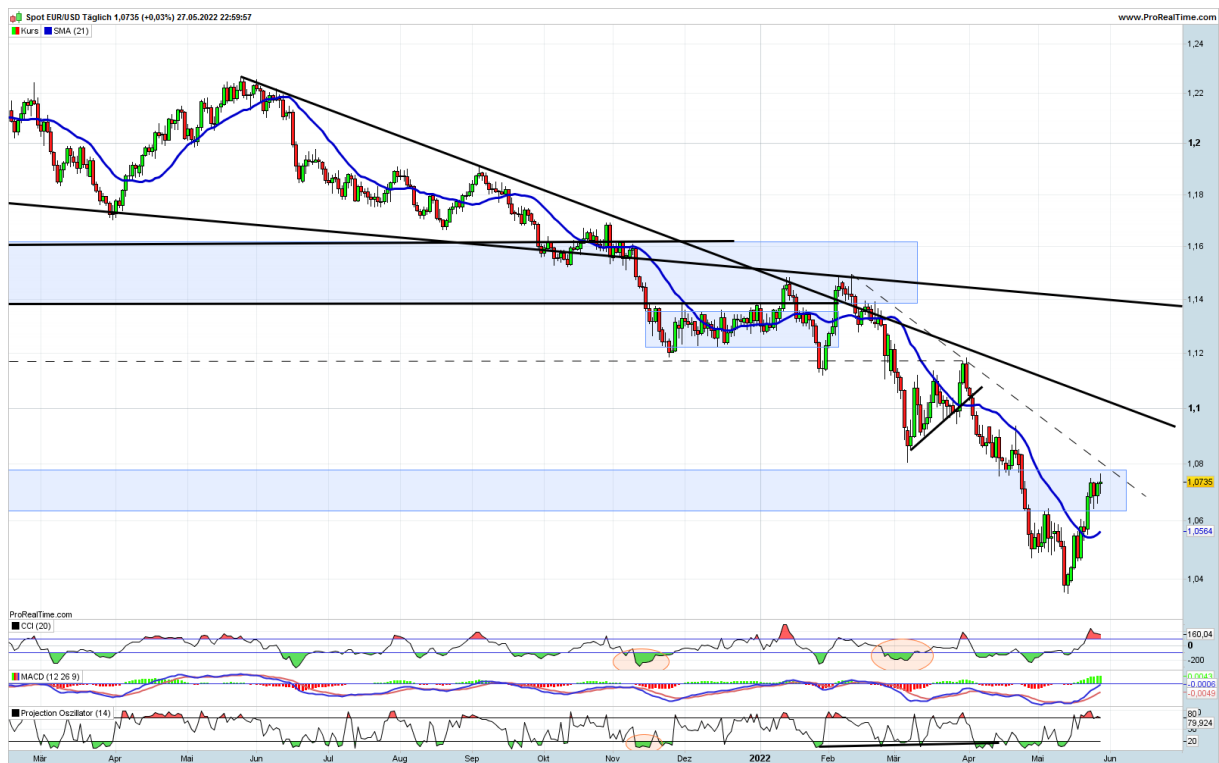 Spot EUR/USD Täglich 1,0735 (+0,03%) 27.05.2022 22:59:57
www.ProRealTime.com
Kurs SMA (21)
1,24
1,22
1,2
1,18
1,16
1,14
1,12
1,1
1,08
1,0735
1,06
1,0564
1,04
ProRealTime.com
CCI (20)
160,04
0
-200
MACD (12 26 9)
0,0043
-0,0006
-0,0049
Projection Oszillator (14)
80
79,924
20
Mär Apr Mai Jun Jul Aug Sep Okt Nov Dez 2022 Feb Mär Apr Mai Jun